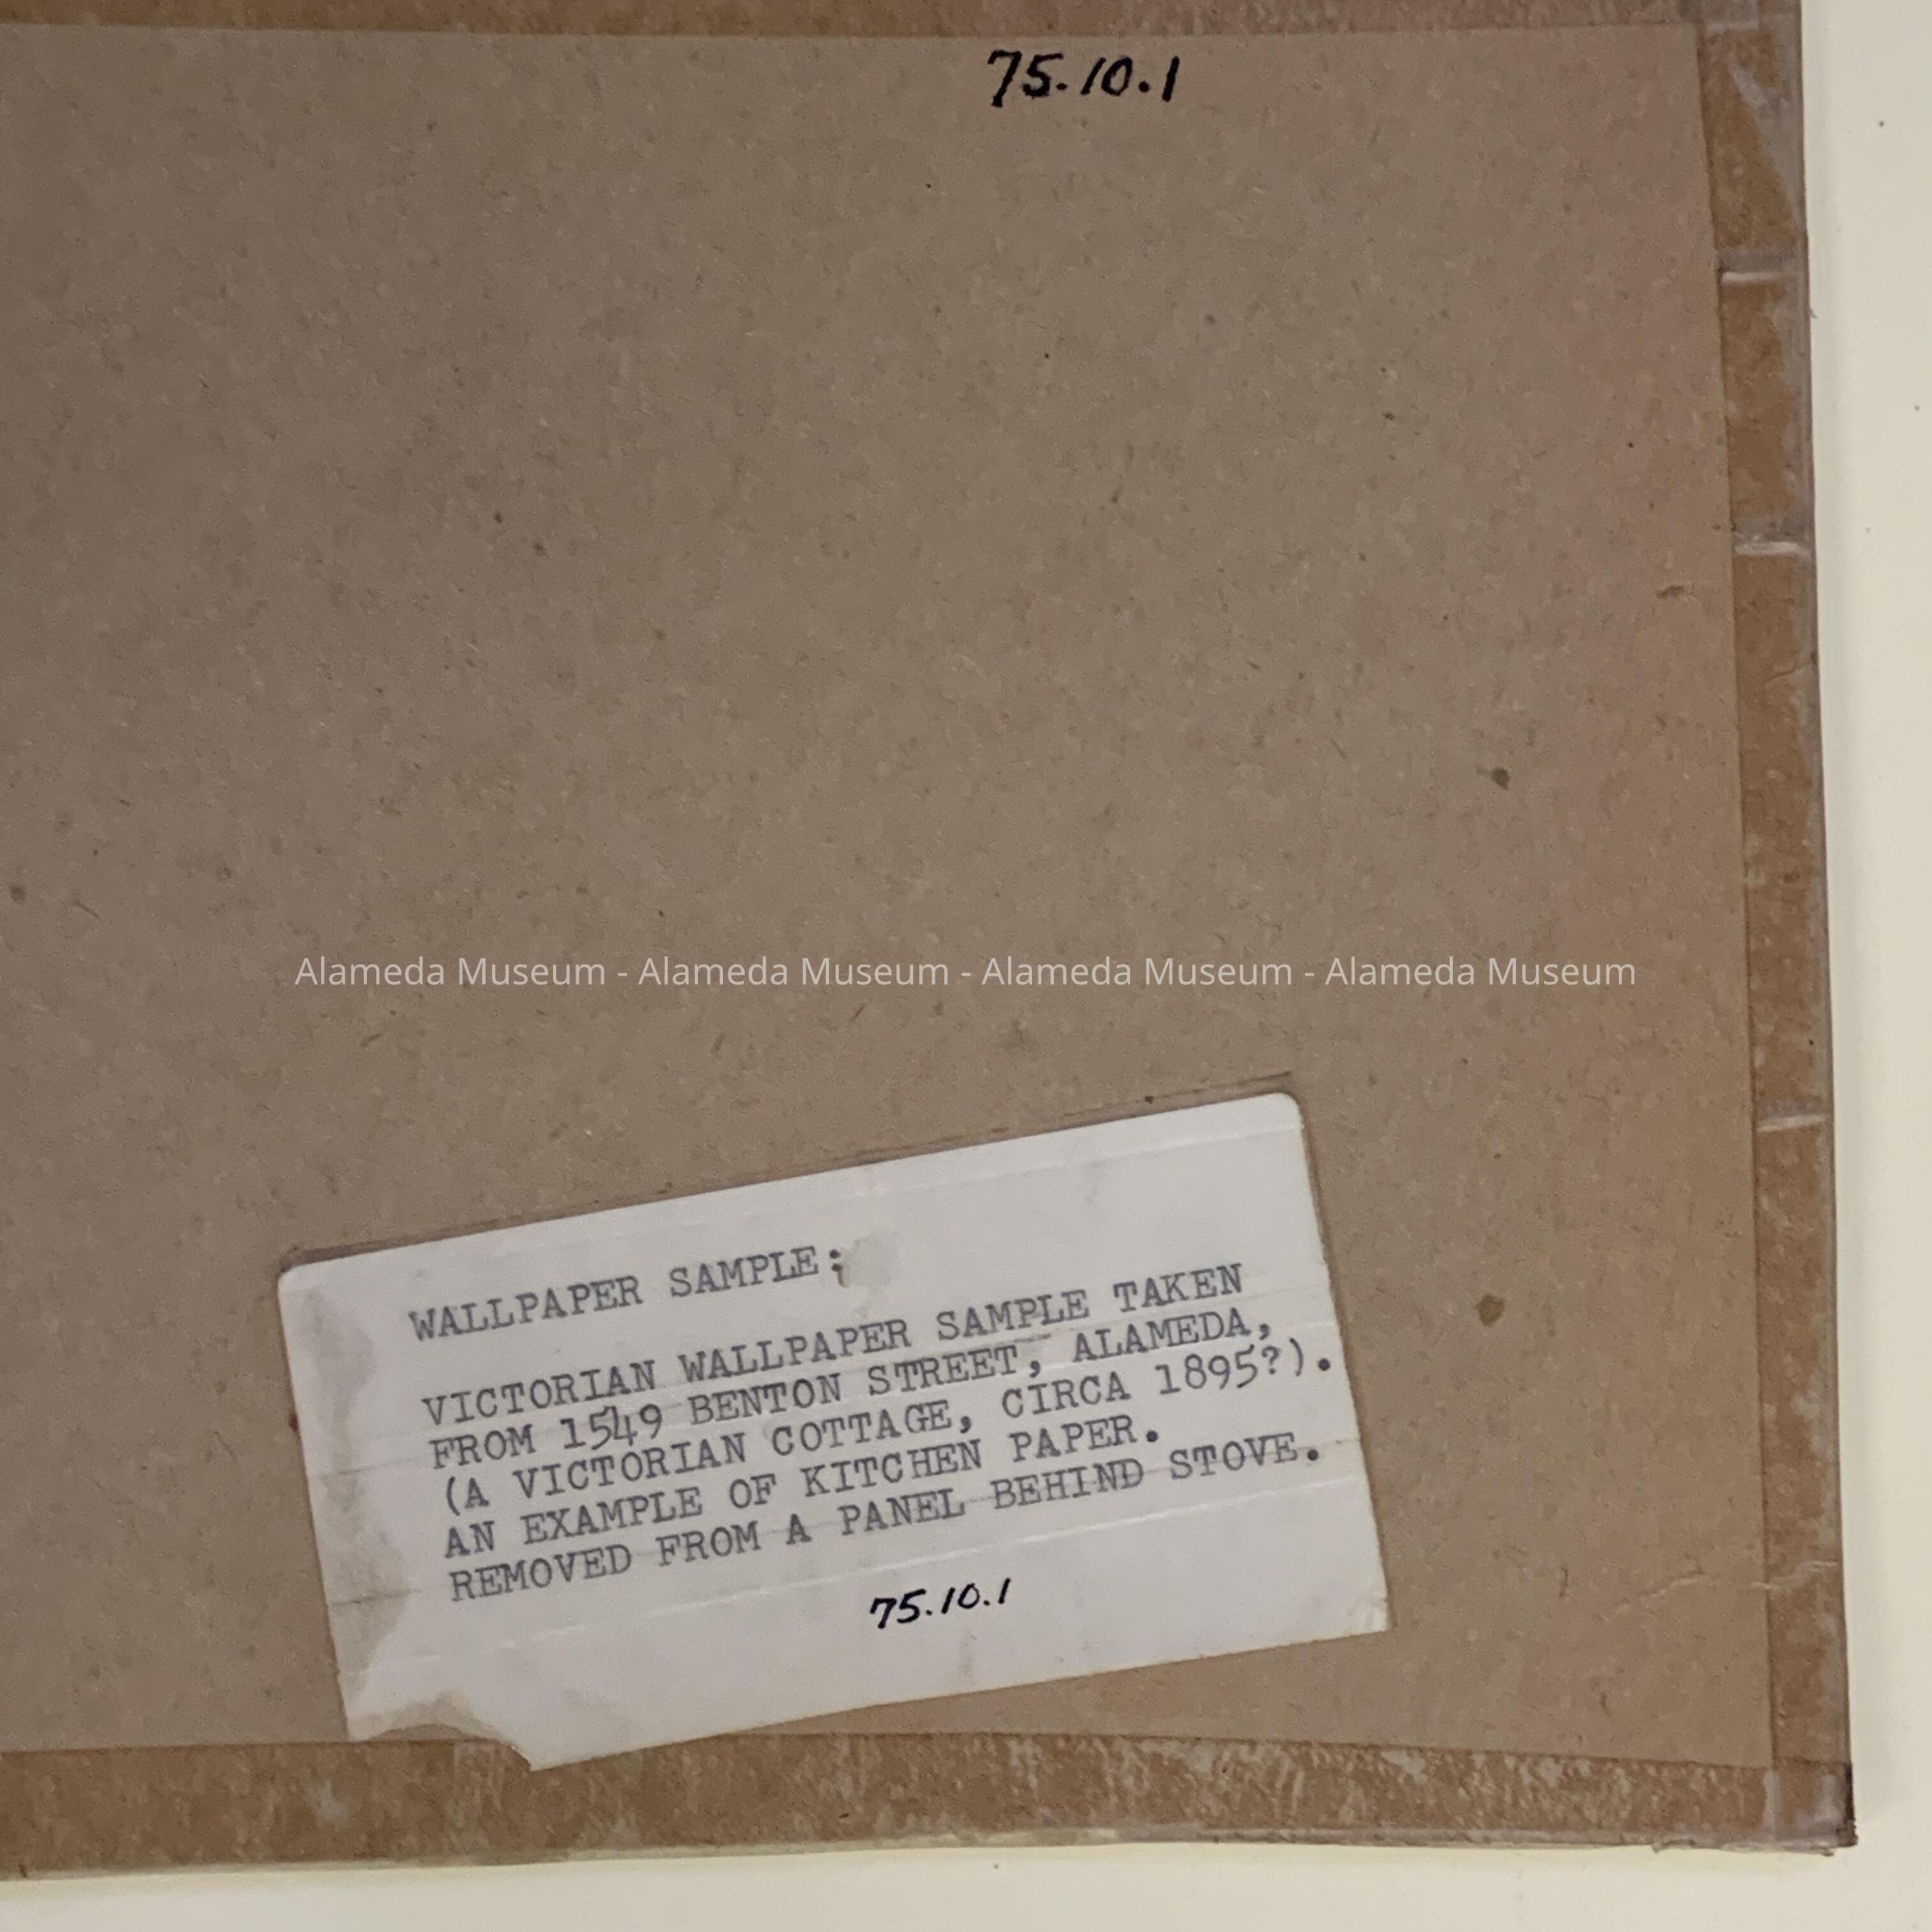 75.10.1
Alameda Museum - Alameda Museum - Alameda Museum - Alameda Museum
WALLPAPER SAMPLE:
VICTORIAN WALLPAPER SAMPLE TAKEN
FROM 1549 BENTON STREET, ALAMEDA,
(A VICTORIAN COTTAGE, CIRCA 1895?).
AN EXAMPLE OF KITCHEN PAPER.
REMOVED FROM A PANEL BEHIND STOVE.
75.10.1